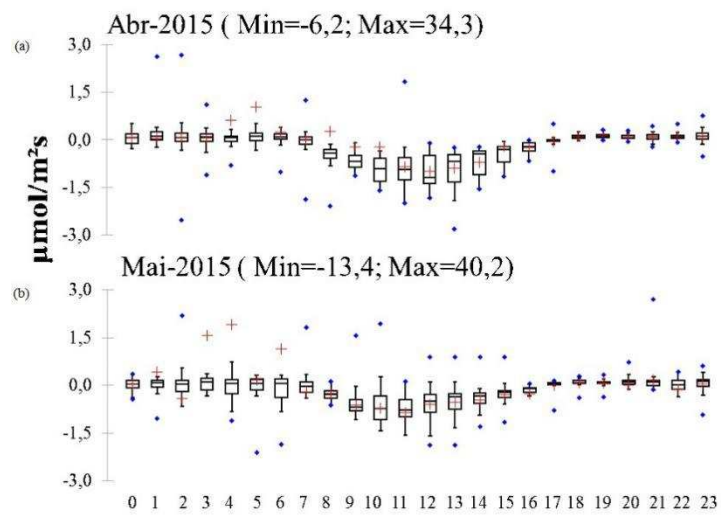 Abr-2015 ( Min=-6,2; Max=34,3)
(a)
3,0
1,5
0,0
-1,5
-3,0
µmol/m²s
Mai-2015 ( Min=-13,4; Max=40,2)
(b)
3,0
1,5
0,0
-1,5
-3,0
0 1 2 3 4 5 6 7 8 9 10 11 12 13 14 15 16 17 18 19 20 21 22 23